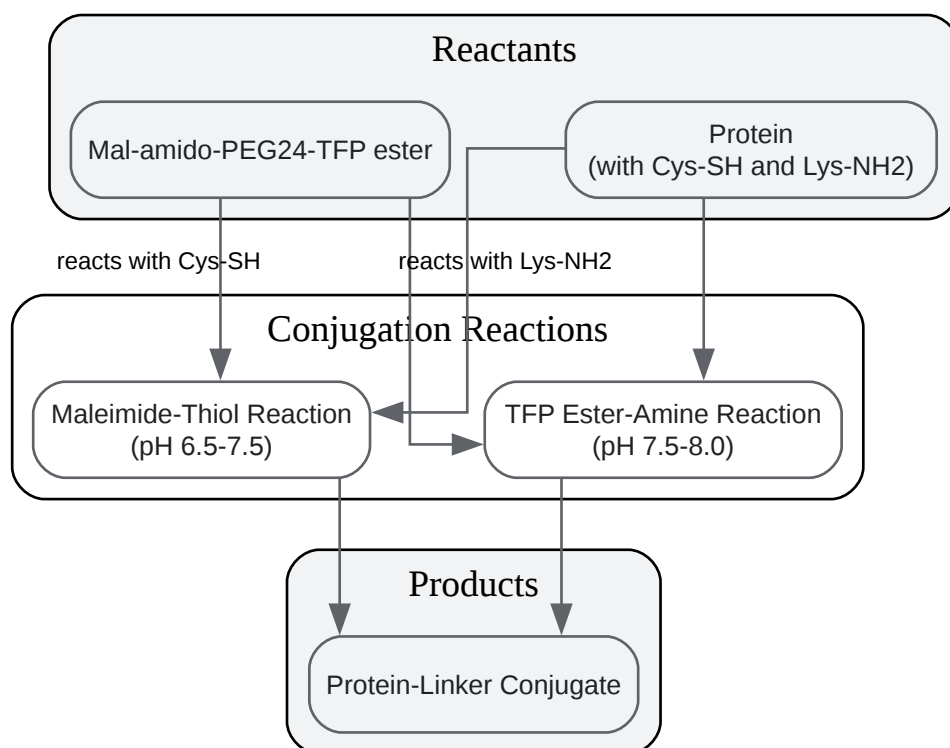 Reactants
Mal-amido-PEG24-TFP ester
Protein
(with Cys-SH and Lys-NH2)
reacts with Cys-SH
reacts with Lys-NH2
Conjugation Reactions
Maleimide-Thiol Reaction
(pH 6.5-7.5)
TFP Ester-Amine Reaction
(pH 7.5-8.0)
Products
Protein-Linker Conjugate